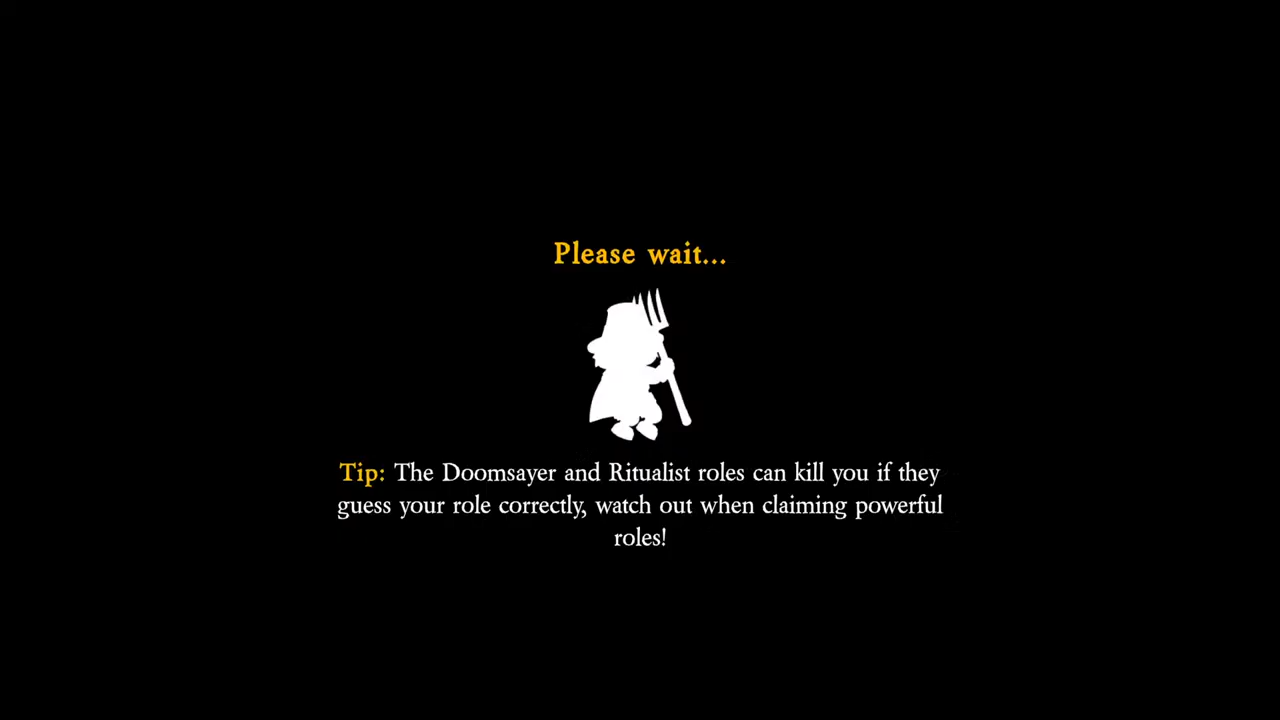 Please wait...
Tip: The Doomsayer and Ritualist roles can kill you if they
guess your role correctly, watch out when claiming powerful
roles!